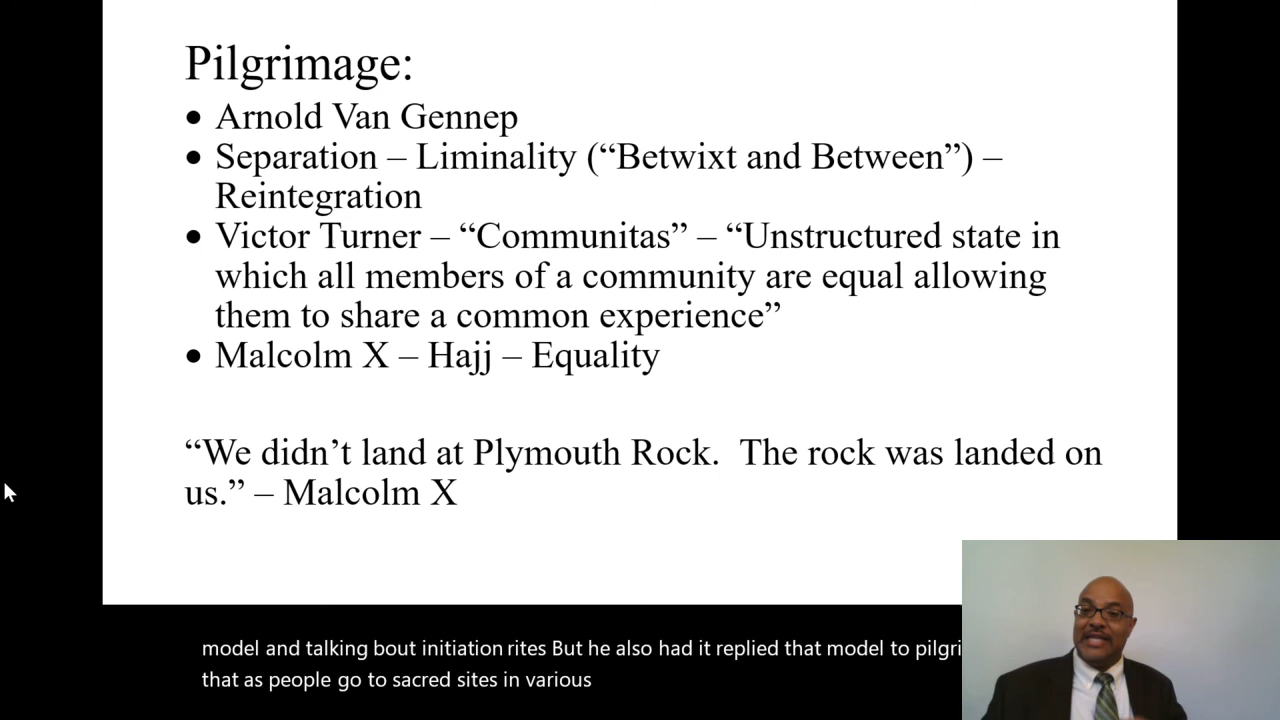 Pilgrimage:
• Arnold Van Gennep
• Separation – Liminality (“Betwixt and Between”) –
Reintegration
• Victor Turner – “Communitas” – “Unstructured state in
which all members of a community are equal allowing
them to share a common experience”
• Malcolm X – Hajj – Equality
“We didn’t land at Plymouth Rock.  The rock was landed on
us.” – Malcolm X
model and talking bout initiation rites But he also had it replied that model to pilgri
that as people go to sacred sites in various